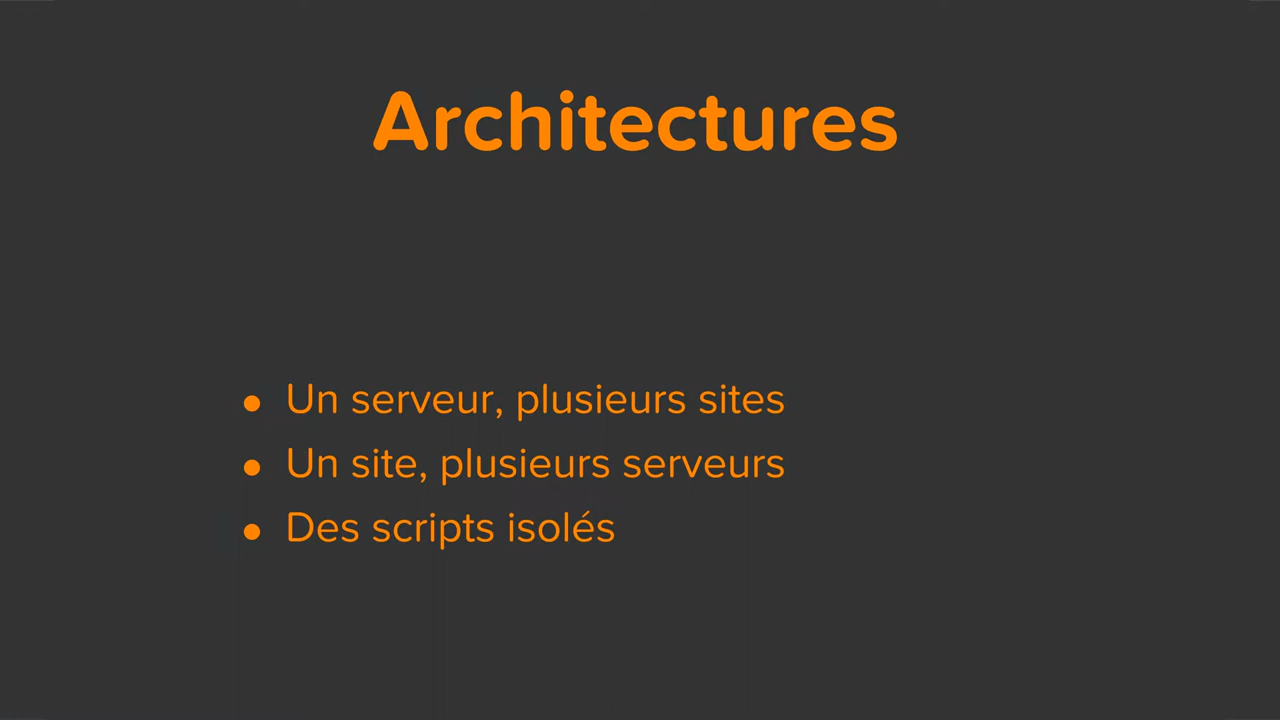 Architectures
• Un serveur, plusieurs sites
• Un site, plusieurs serveurs
• Des scripts isolés